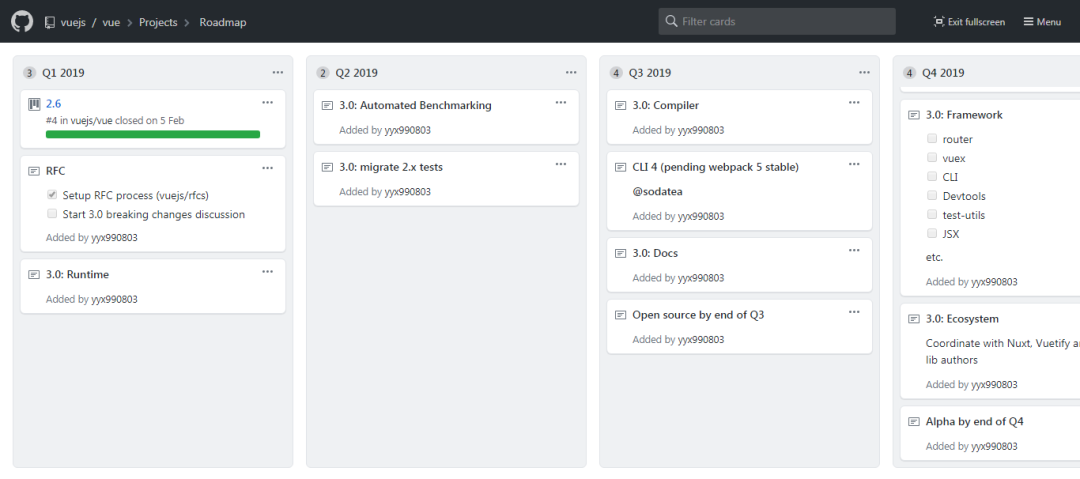 vuejs / vue > Projects > Roadmap
Filter cards
Exit fullscreen
Menu
3 Q1 2019
2.6
#4 in vuejs/vue closed on 5 Feb
RFC
Setup RFC process (vuejs/rfcs)
Start 3.0 breaking changes discussion
Added by yyx990803
3.0: Runtime
Added by yyx990803
2 Q2 2019
3.0: Automated Benchmarking
Added by yyx990803
3.0: migrate 2.x tests
Added by yyx990803
4 Q3 2019
3.0: Compiler
Added by yyx990803
CLI 4 (pending webpack 5 stable)
@sodatea
Added by yyx990803
3.0: Docs
Added by yyx990803
Open source by end of Q3
Added by yyx990803
4 Q4 2019
3.0: Framework
router
vuex
CLI
Devtools
test-utils
JSX
etc.
Added by yyx990803
3.0: Ecosystem
Coordinate with Nuxt, Vuetify
lib authors
Added by yyx990803
Alpha by end of Q4
Added by yyx990803